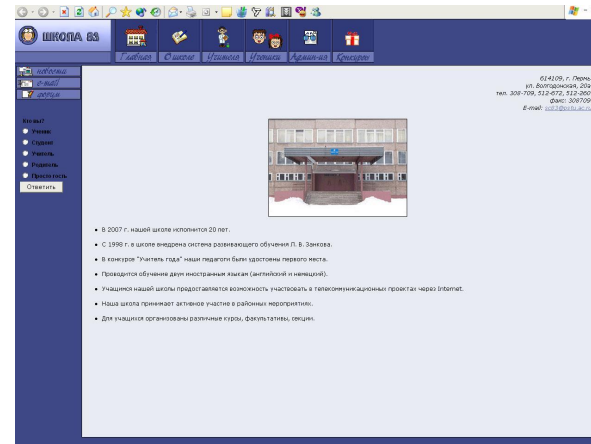 ШКОЛА 83
Главная О школе Учителя Ученики Админ-ия Конкурсы
новости
e-mail
форум
614109, г. Пермь
ул. Волгодонская, 20а
тел. 308-709, 512-672, 512-260
факс: 308709
E-mail:
Кто вы?
Ученик
Студент
Учитель
Родитель
Просто гость
Ответить
В 2007 г. нашей школе исполнится 20 лет.
С 1998 г. в школе внедрена система развивающего обучения Л. В. Занкова.
В конкурсе "Учитель года" наши педагоги были удостоены первого места.
Проводится обучение двум иностранным языкам (английский и немецкий).
Учащимся нашей школы предоставляется возможность участвовать в телекоммуникационных проектах через Internet.
Наша школа принимает активное участие в районных мероприятиях.
Для учащихся организованы различные курсы, факультативы, секции.